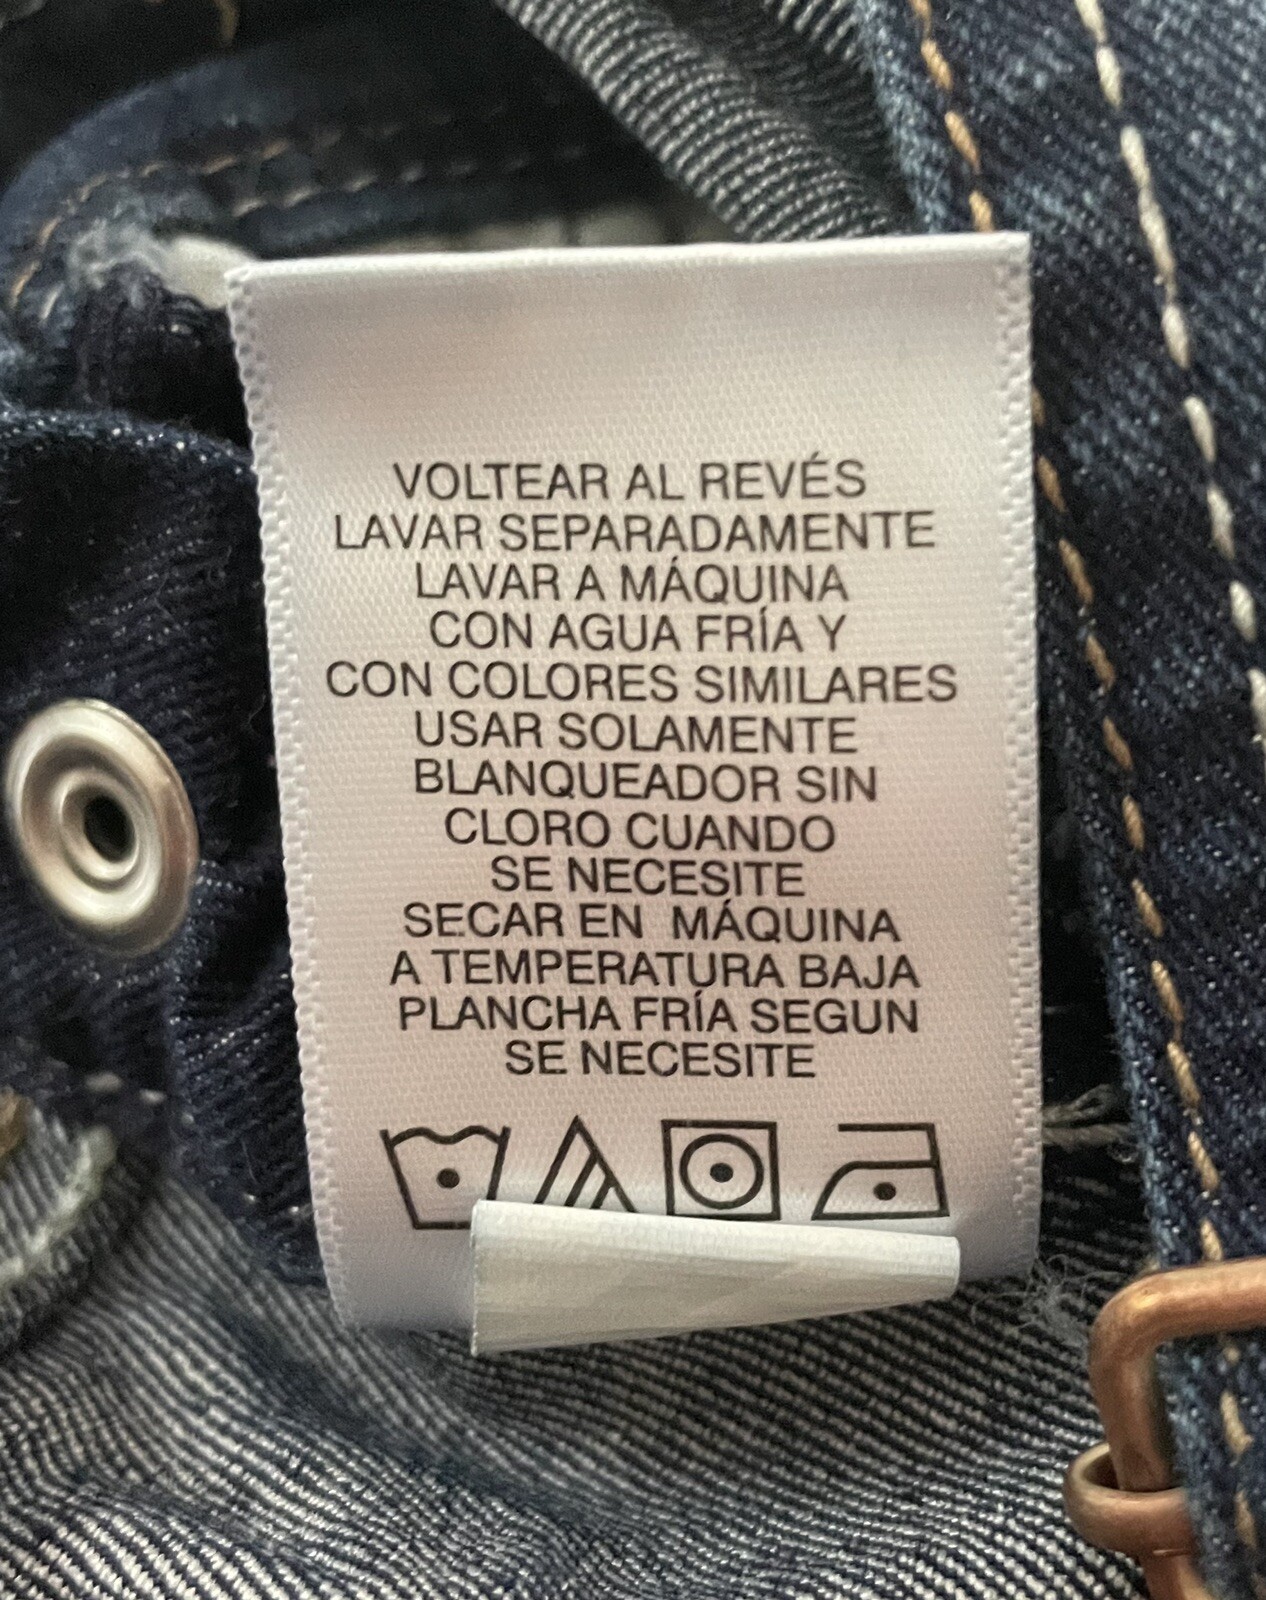 VOLTEAR AL REVÉS
LAVAR SEPARADAMENTE
LAVAR A MÁQUINA
CON AGUA FRÍA Y
CON COLORES SIMILARES
USAR SOLAMENTE
BLANQUEADOR SIN
CLORO CUANDO
SE NECESITE
SECAR EN MÁQUINA
A TEMPERATURA BAJA
PLANCHA FRÍA SEGUN
SE NECESITE